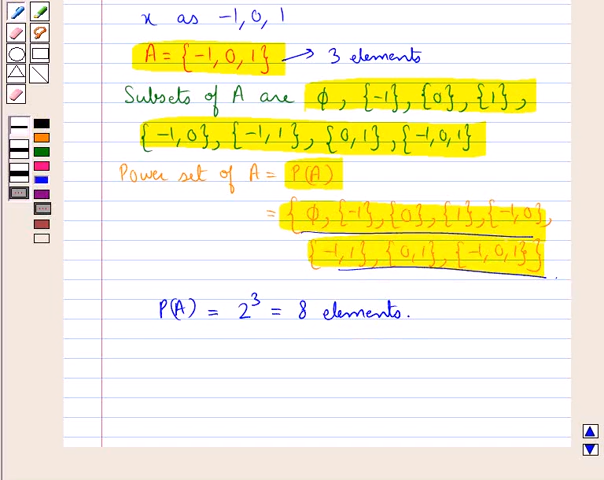 x as -1, 0, 1
A = {-1, 0, 1} → 3 elements
Subsets of A are ϕ, {-1}, {0}, {1},
{-1, 0}, {-1, 1}, {0, 1}, {-1, 0, 1}
Power set of A = P(A)
= { ϕ, {-1}, {0}, {1}, {-1, 0},
{-1, 1}, {0, 1}, {-1, 0, 1}}
P(A) = 2³ = 8 elements.